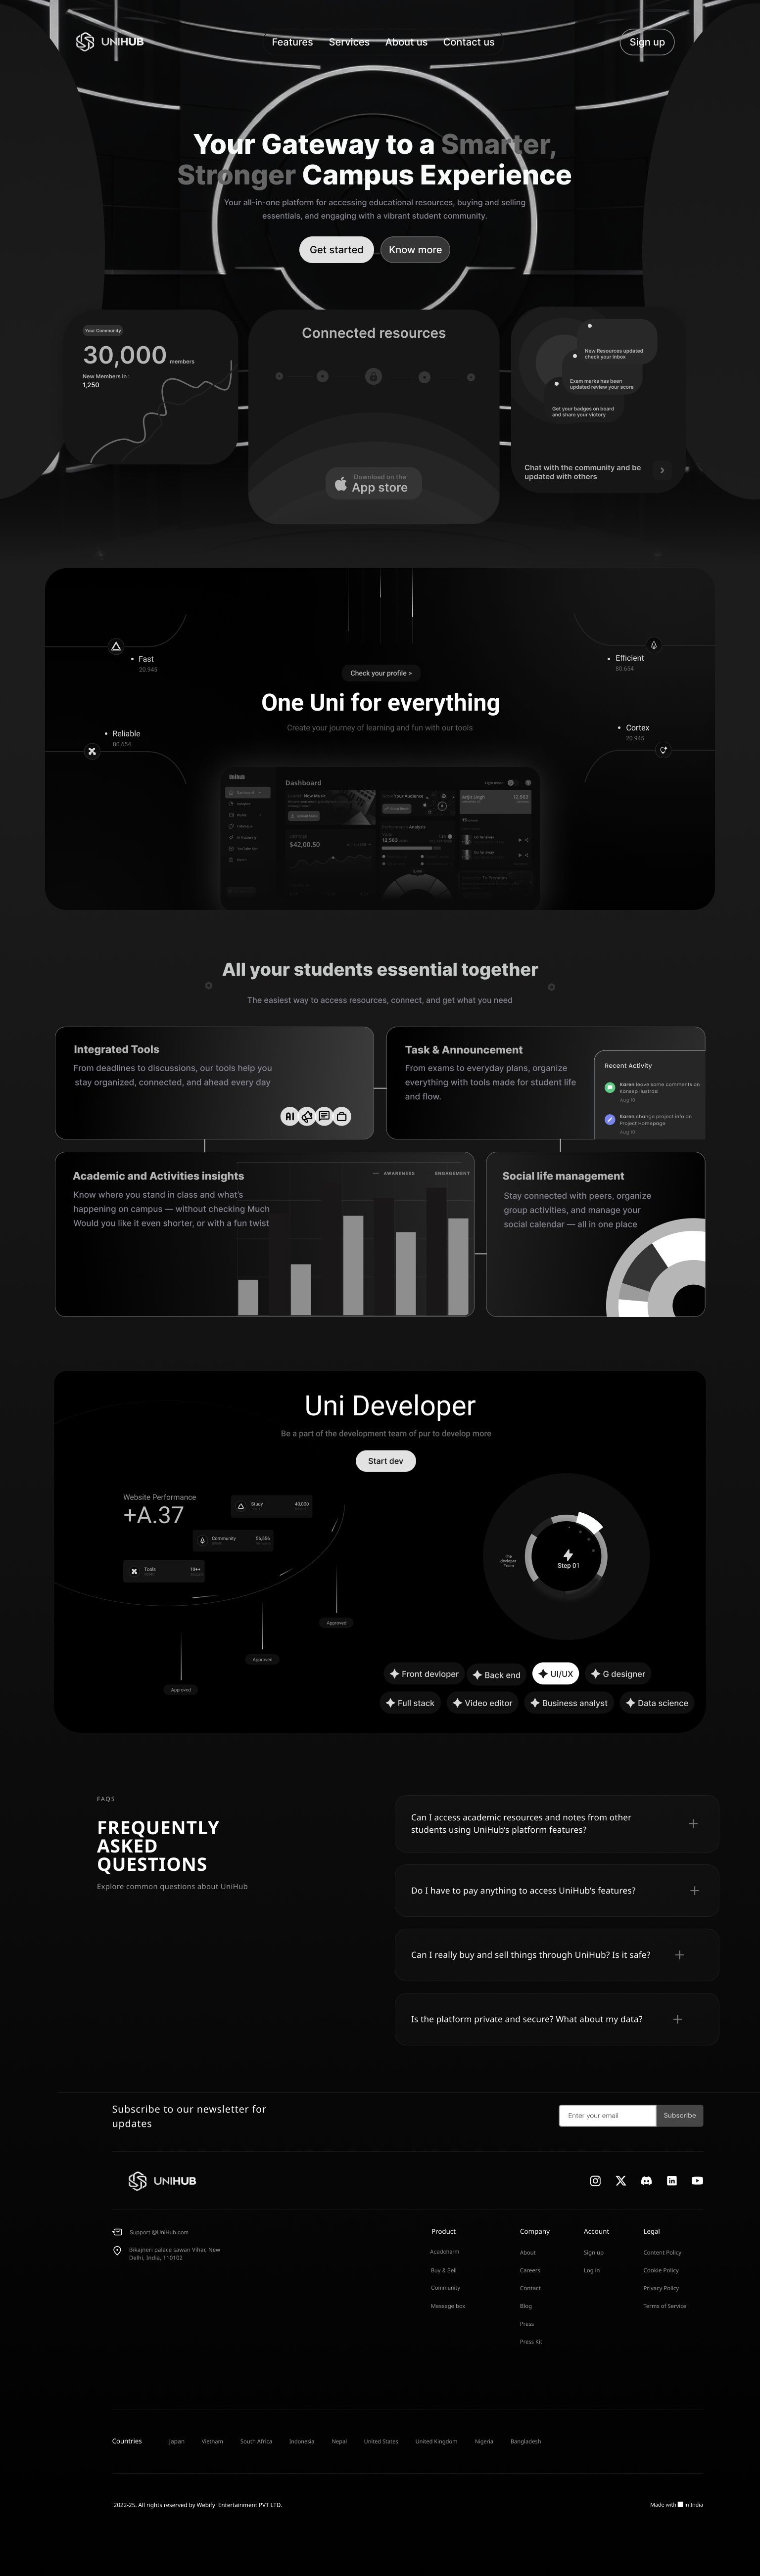 UNIHUB
Features Services About us Contact us
Sign up
Your Gateway to a Smarter,
Stronger Campus Experience
Your all-in-one platform for accessing educational resources, buying and selling
essentials, and engaging with a vibrant student community.
Get started
Know more
Your Community
30,000 members
New Members in :
1,250
Connected resources
Download on the
App store
New Resources updated
check your inbox
Exam marks has been
updated review your score
Get your badges on board
and share your victory
Chat with the community and be
updated with others
Fast
20.945
Efficient
80.654
Reliable
80.654
Cortex
20.945
Check your profile >
One Uni for everything
Create your journey of learning and fun with our tools
UniHub
Dashboard
$42,00.50
12,583
All your students essential together
The easiest way to access resources, connect, and get what you need
Integrated Tools
From deadlines to discussions, our tools help you
stay organized, connected, and ahead every day
AI
Task & Announcement
From exams to everyday plans, organize
everything with tools made for student life
and flow.
Recent Activity
Karen leave some comments on
Konsep Ilustrasi
Aug 10
Karen change project info on
Project Homepage
Aug 10
Academic and Activities insights
Know where you stand in class and what's
happening on campus — without checking Much
Would you like it even shorter, or with a fun twist
AWARENESS
ENGAGEMENT
Social life management
Stay connected with peers, organize
group activities, and manage your
social calendar — all in one place
Uni Developer
Be a part of the development team of pur to develop more
Start dev
Website Performance
+A.37
Study
40,000
Community
56,556
Tools
10++
Approved
Approved
Approved
The
devloper
Team
Step 01
Front devloper
Back end
UI/UX
G designer
Full stack
Video editor
Business analyst
Data science
FAQS
FREQUENTLY
ASKED
QUESTIONS
Explore common questions about UniHub
Can I access academic resources and notes from other
students using UniHub's platform features?
Do I have to pay anything to access UniHub's features?
Can I really buy and sell things through UniHub? Is it safe?
Is the platform private and secure? What about my data?
Subscribe to our newsletter for
updates
Enter your email
Subscribe
UNIHUB
Support @UniHub.com
Bikajneri palace sawan Vihar, New
Delhi, India, 110102
Product
Acadcharm
Buy & Sell
Community
Message box
Company
About
Careers
Contact
Blog
Press
Press Kit
Account
Sign up
Log in
Legal
Content Policy
Cookie Policy
Privacy Policy
Terms of Service
Countries Japan Vietnam South Africa Indonesia Nepal United States United Kingdom Nigeria Bangladesh
2022-25. All rights reserved by Webify Entertainment PVT LTD.
Made with in India